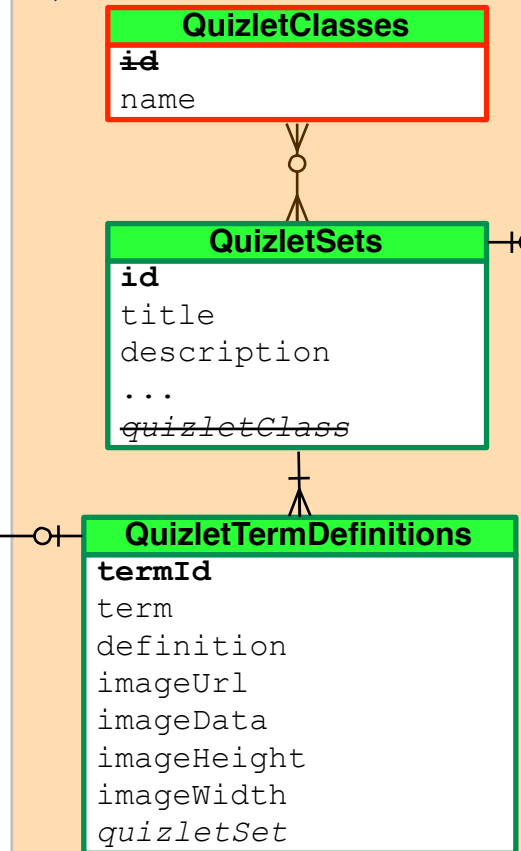 QuizletClasses
id
name
QuizletSets
id
title
description
...
quizletClass
QuizletTermDefinitions
termId
term
definition
imageUrl
imageData
imageHeight
imageWidth
quizletSet